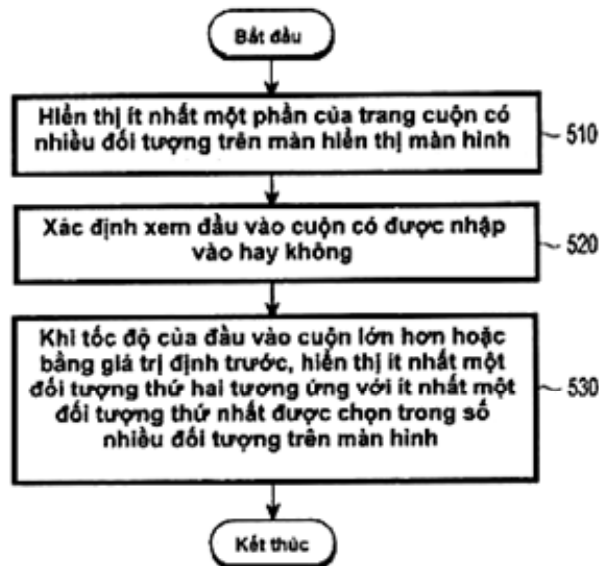 Bắt đầu
Hiển thị ít nhất một phần của trang cuộn có
nhiều đối tượng trên màn hiển thị màn hình
510
Xác định xem đầu vào cuộn có được nhập
vào hay không
520
Khi tốc độ của đầu vào cuộn lớn hơn hoặc
bằng giá trị định trước, hiển thị ít nhất một
đối tượng thứ hai tương ứng với ít nhất một
đối tượng thứ nhất được chọn trong số
nhiều đối tượng trên màn hình
530
Kết thúc